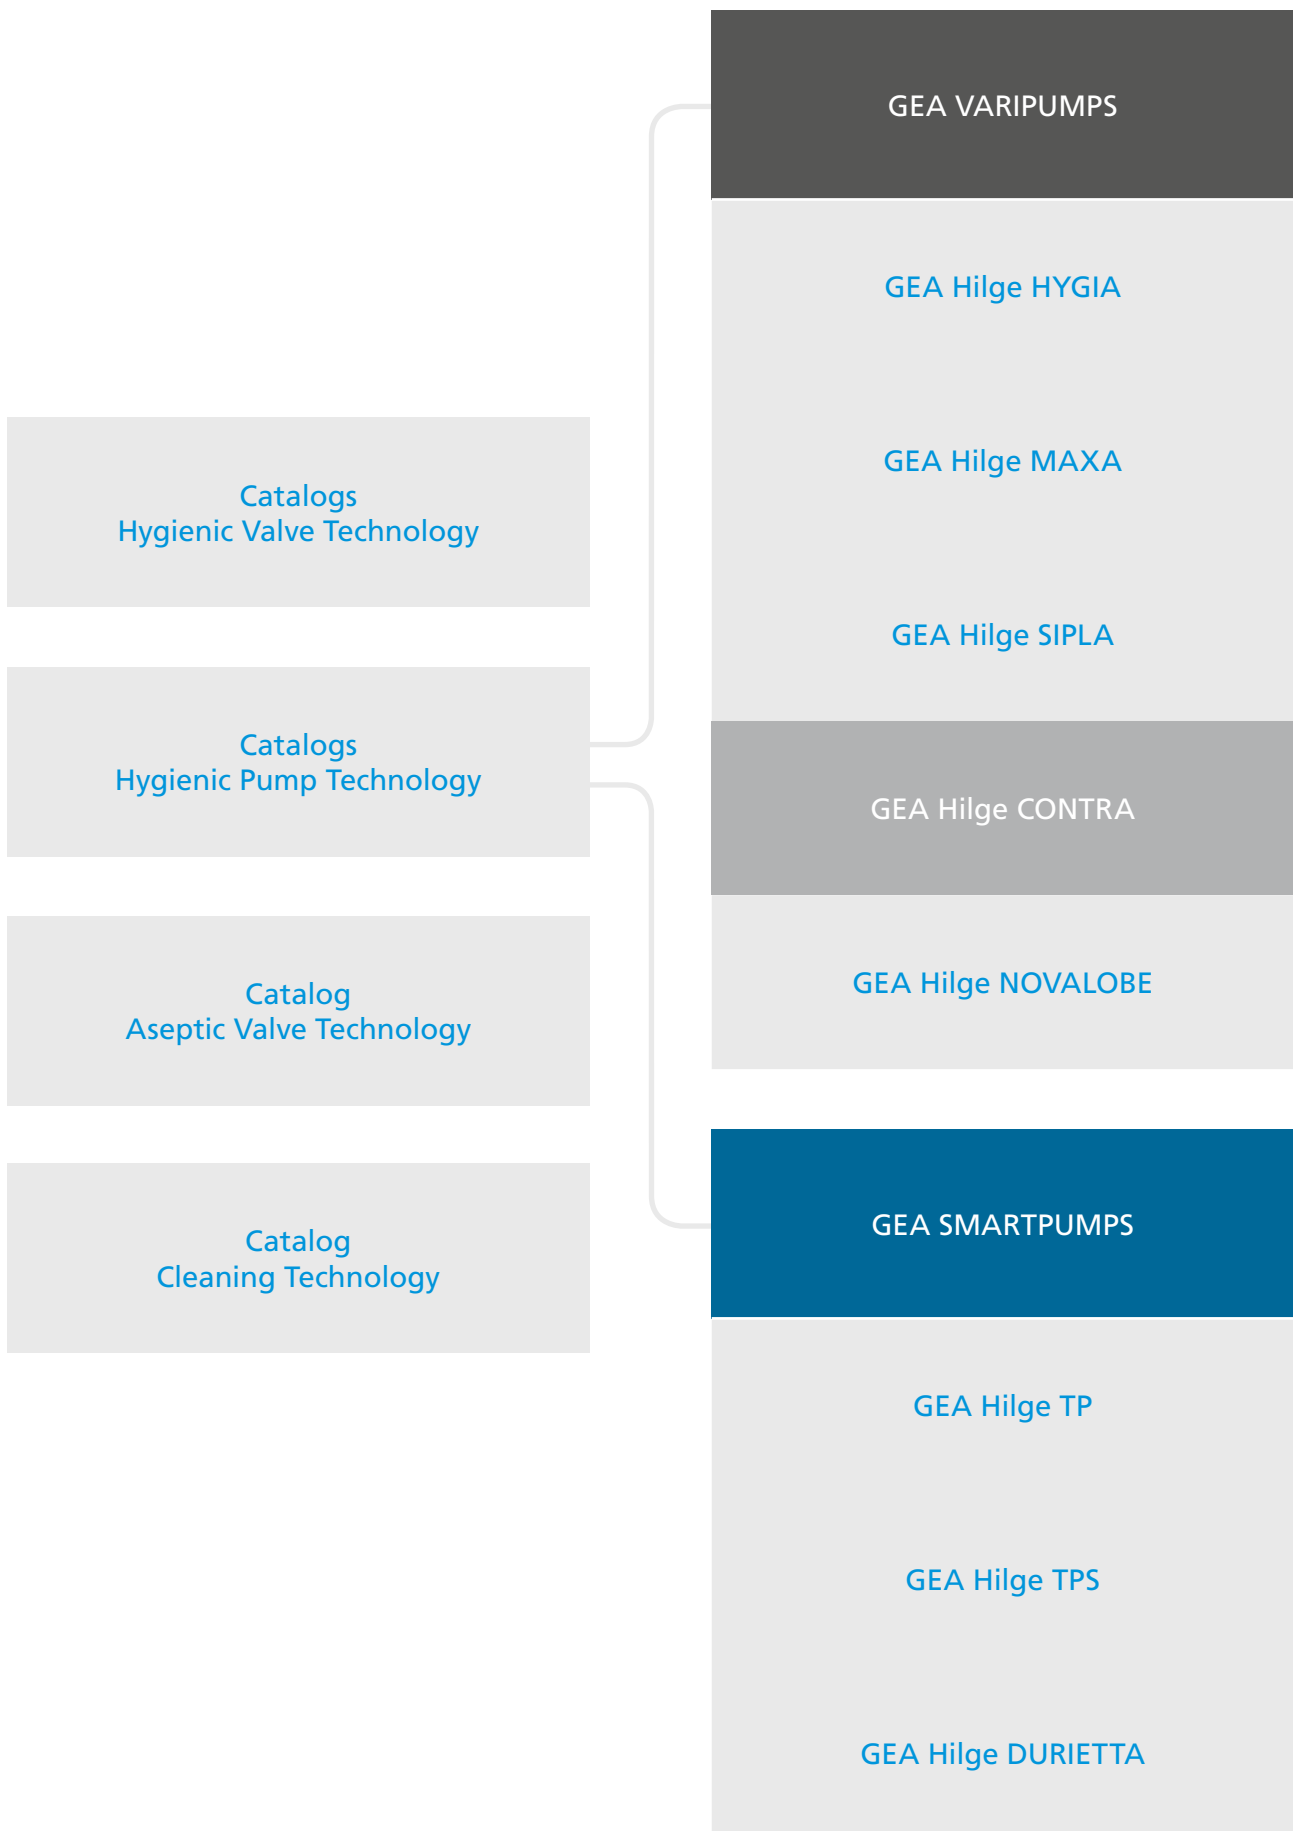 Catalogs
Hygienic Valve Technology
Catalogs
Hygienic Pump Technology
Catalog
Aseptic Valve Technology
Catalog
Cleaning Technology
GEA VARIPUMPS
GEA Hilge HYGIA
GEA Hilge MAXA
GEA Hilge SIPLA
GEA Hilge CONTRA
GEA Hilge NOVALOBE
GEA SMARTPUMPS
GEA Hilge TP
GEA Hilge TPS
GEA Hilge DURIETTA